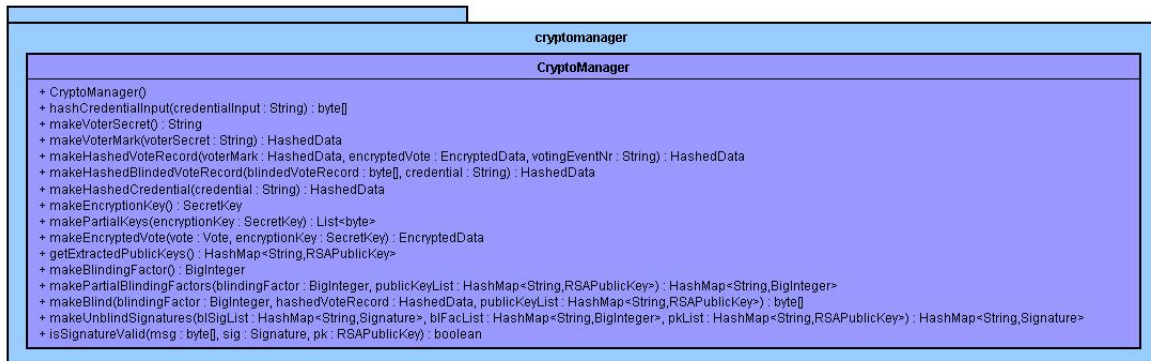 cryptomanager
CryptoManager
+ CryptoManager()
+ hashCredentialInput(credentialInput : String) : byte[]
+ makeVoterSecret() : String
+ makeVoterMark(voterSecret : String) : HashedData
+ makeHashedVoteRecord(voterMark : HashedData, encryptedVote : EncryptedData, votingEventNr : String) : HashedData
+ makeHashedBlindedVoteRecord(blindedVoteRecord : byte[], credential : String) : HashedData
+ makeHashedCredential(credential : String) : HashedData
+ makeEncryptionKey() : SecretKey
+ makePartialKeys(encryptionKey : SecretKey) : List<byte>
+ makeEncryptedVote(vote : Vote, encryptionKey : SecretKey) : EncryptedData
+ getExtractedPublicKeys() : HashMap<String,RSAPublicKey>
+ makeBlindingFactor() : BigInteger
+ makePartialBlindingFactors(blindingFactor : BigInteger, publicKeyList : HashMap<String,RSAPublicKey>) : HashMap<String,BigInteger>
+ makeBlind(blindingFactor : BigInteger, hashedVoteRecord : HashedData, publicKeyList : HashMap<String,RSAPublicKey>) : byte[]
+ makeUnblindSignatures(blSigList : HashMap<String,Signature>, blFacList : HashMap<String,BigInteger>, pkList : HashMap<String,RSAPublicKey>) : HashMap<String,Signature>
+ isSignatureValid(msg : byte[], sig : Signature, pk : RSAPublicKey) : boolean